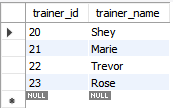 trainer_id trainer_name
20 Shey
21 Marie
22 Trevor
23 Rose
NULL NULL